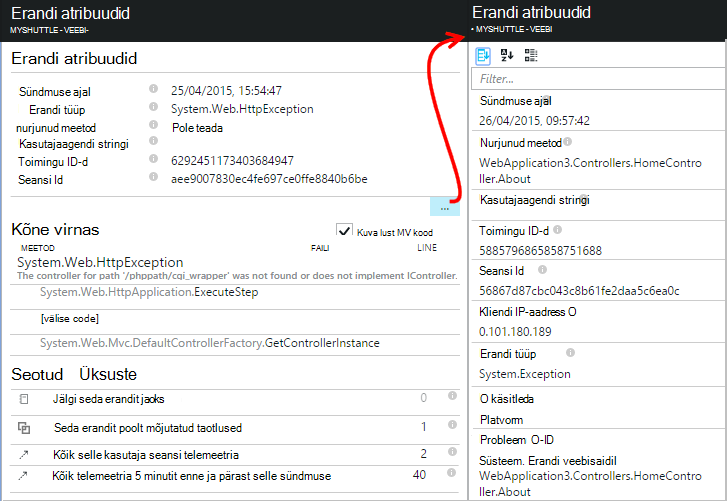 Erandi atribuudid
MYSHUTTLE - VEEBI-
Erandi atribuudid
Sündmuse ajal 25/04/2015, 15:54:47
Erandi tüüp System.Web.HttpException
nurjunud meetod Pole teada
Kasutajaagendi stringi
Toimingu ID-d 6292451173403684947
Seansi Id aee9007830ec4fe697ce0ffe8840b6be
...
Kõne virnas
Kuva lust MV kood
MEETOD FAILI LINE
System.Web.HttpException
The controller for path '/phppath/cgi_wrapper' was not found or does not implement IController.
System.Web.HttpApplication.ExecuteStep
[välise code]
System.Web.Mvc.DefaultControllerFactory.GetControllerInstance
Seotud Üksuste
Jälgi seda erandit jaoks 0
Seda erandit poolt mõjutatud taotlused 1
Kõik selle kasutaja seansi telemeetria 2
Kõik telemeetria 5 minutit enne ja pärast selle sündmuse 40
Erandi atribuudid
• MYSHUTTLE - VEEBI
Filter...
Sündmuse ajal
26/04/2015, 09:57:42
Nurjunud meetod
WebApplication3.Controllers.HomeContro
ller.About
Kasutajaagendi stringi
Toimingu ID-d
5885796865858751688
Seansi Id
56867d87cbc043c8b61fe2daa5c6ea0c
Kliendi IP-aadress O
0.101.180.189
Erandi tüüp
System.Exception
O käsitleda
Platvorm
Probleem O-ID
Süsteem. Erandi veebisaidil
WebApplication3.Controllers.HomeContro
ller.About